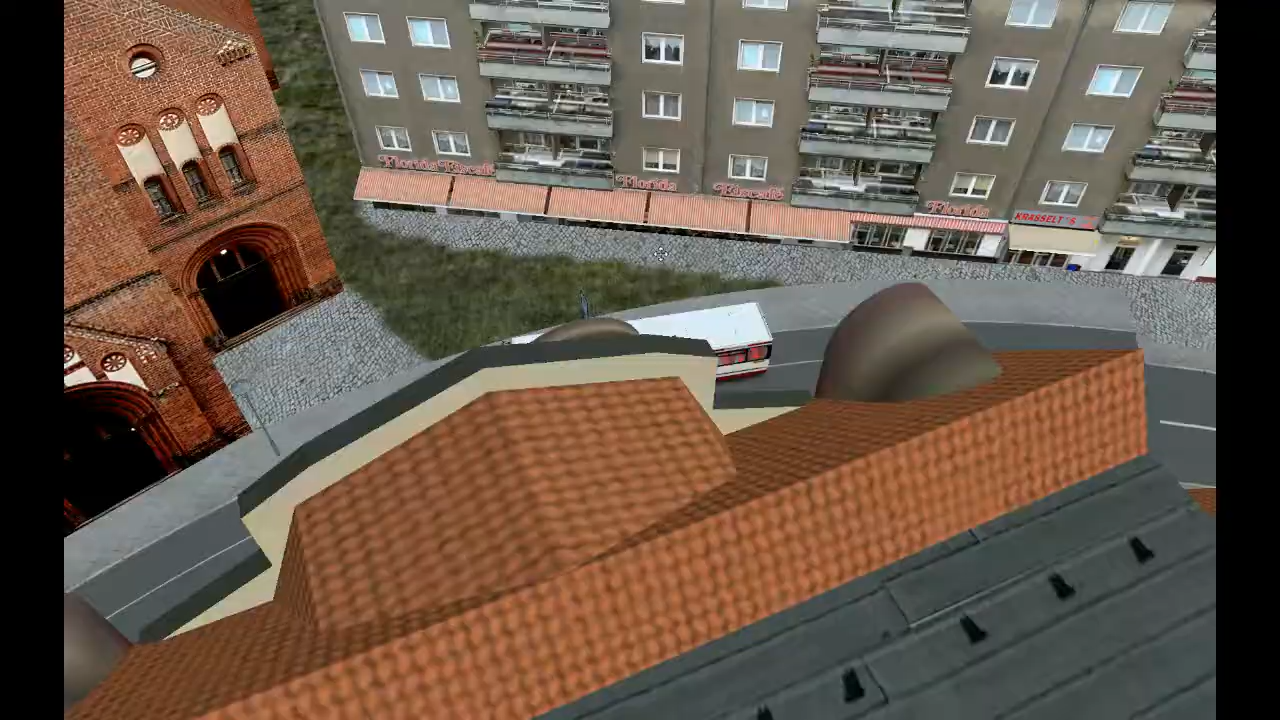 Florida Eiscafé
Florida
Eiscafé
Florida
KRASSELT'S